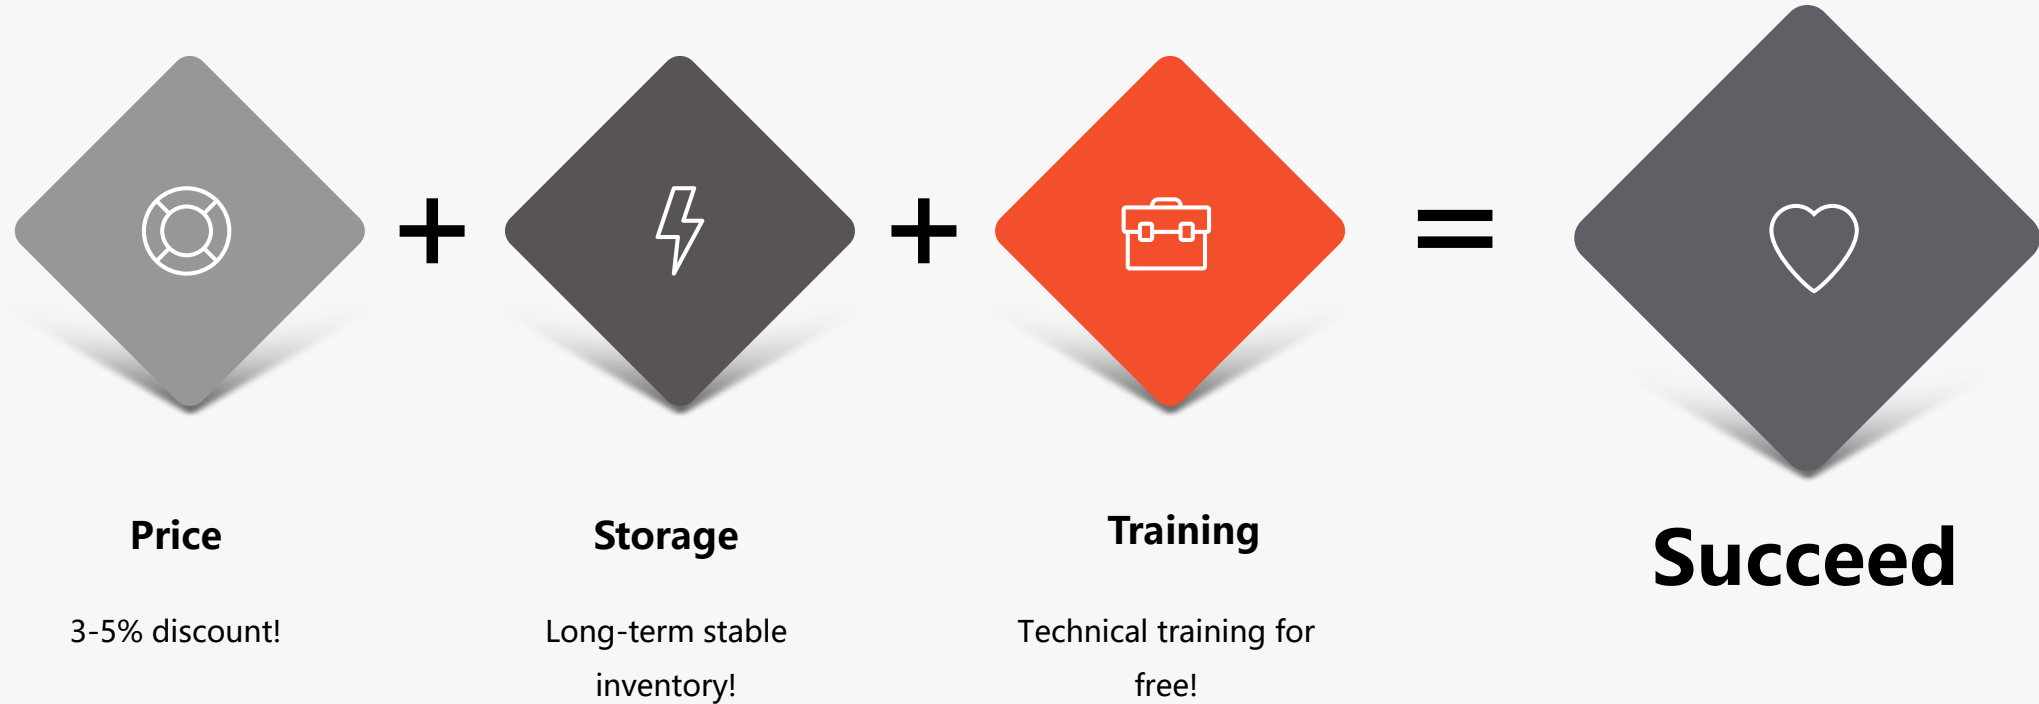 +
+
=
Price
3-5% discount!
Storage
Long-term stable
inventory!
Training
Technical training for
free!
Succeed